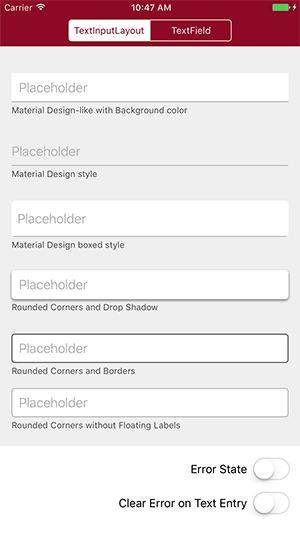 Carrier 10:47 AM
TextInputLayout TextField
Placeholder
Material Design-like with Background color
Placeholder
Material Design style
Placeholder
Material Design boxed style
Placeholder
Rounded Corners and Drop Shadow
Placeholder
Rounded Corners and Borders
Placeholder
Rounded Corners without Floating Labels
Error State
Clear Error on Text Entry